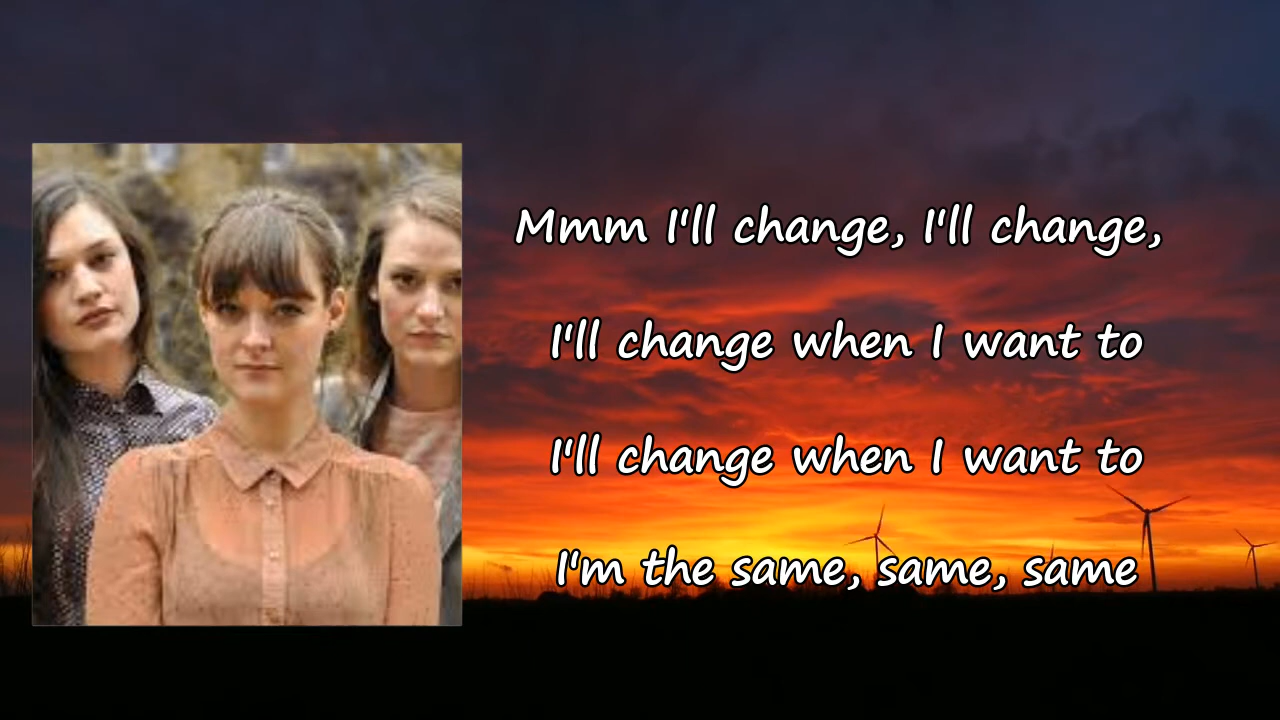 Mmm I'll change, I'll change,
I'll change when I want to
I'll change when I want to
I'm the same, same, same